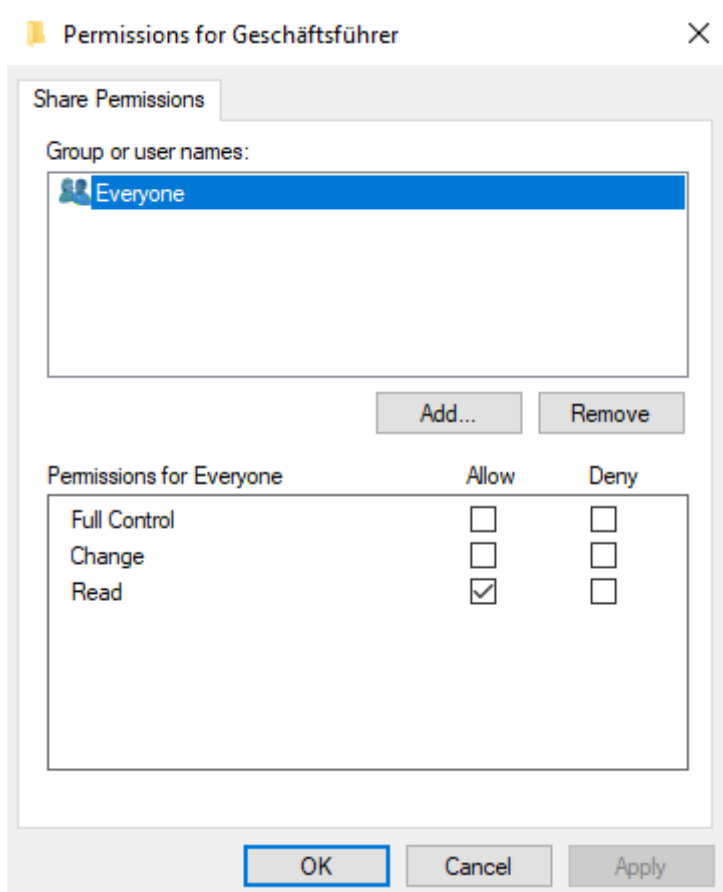 Permissions for Geschäftsführer
Share Permissions
Group or user names:
Everyone
Add... Remove
Permissions for Everyone Allow Deny
Full Control
Change
Read
OK Cancel Apply